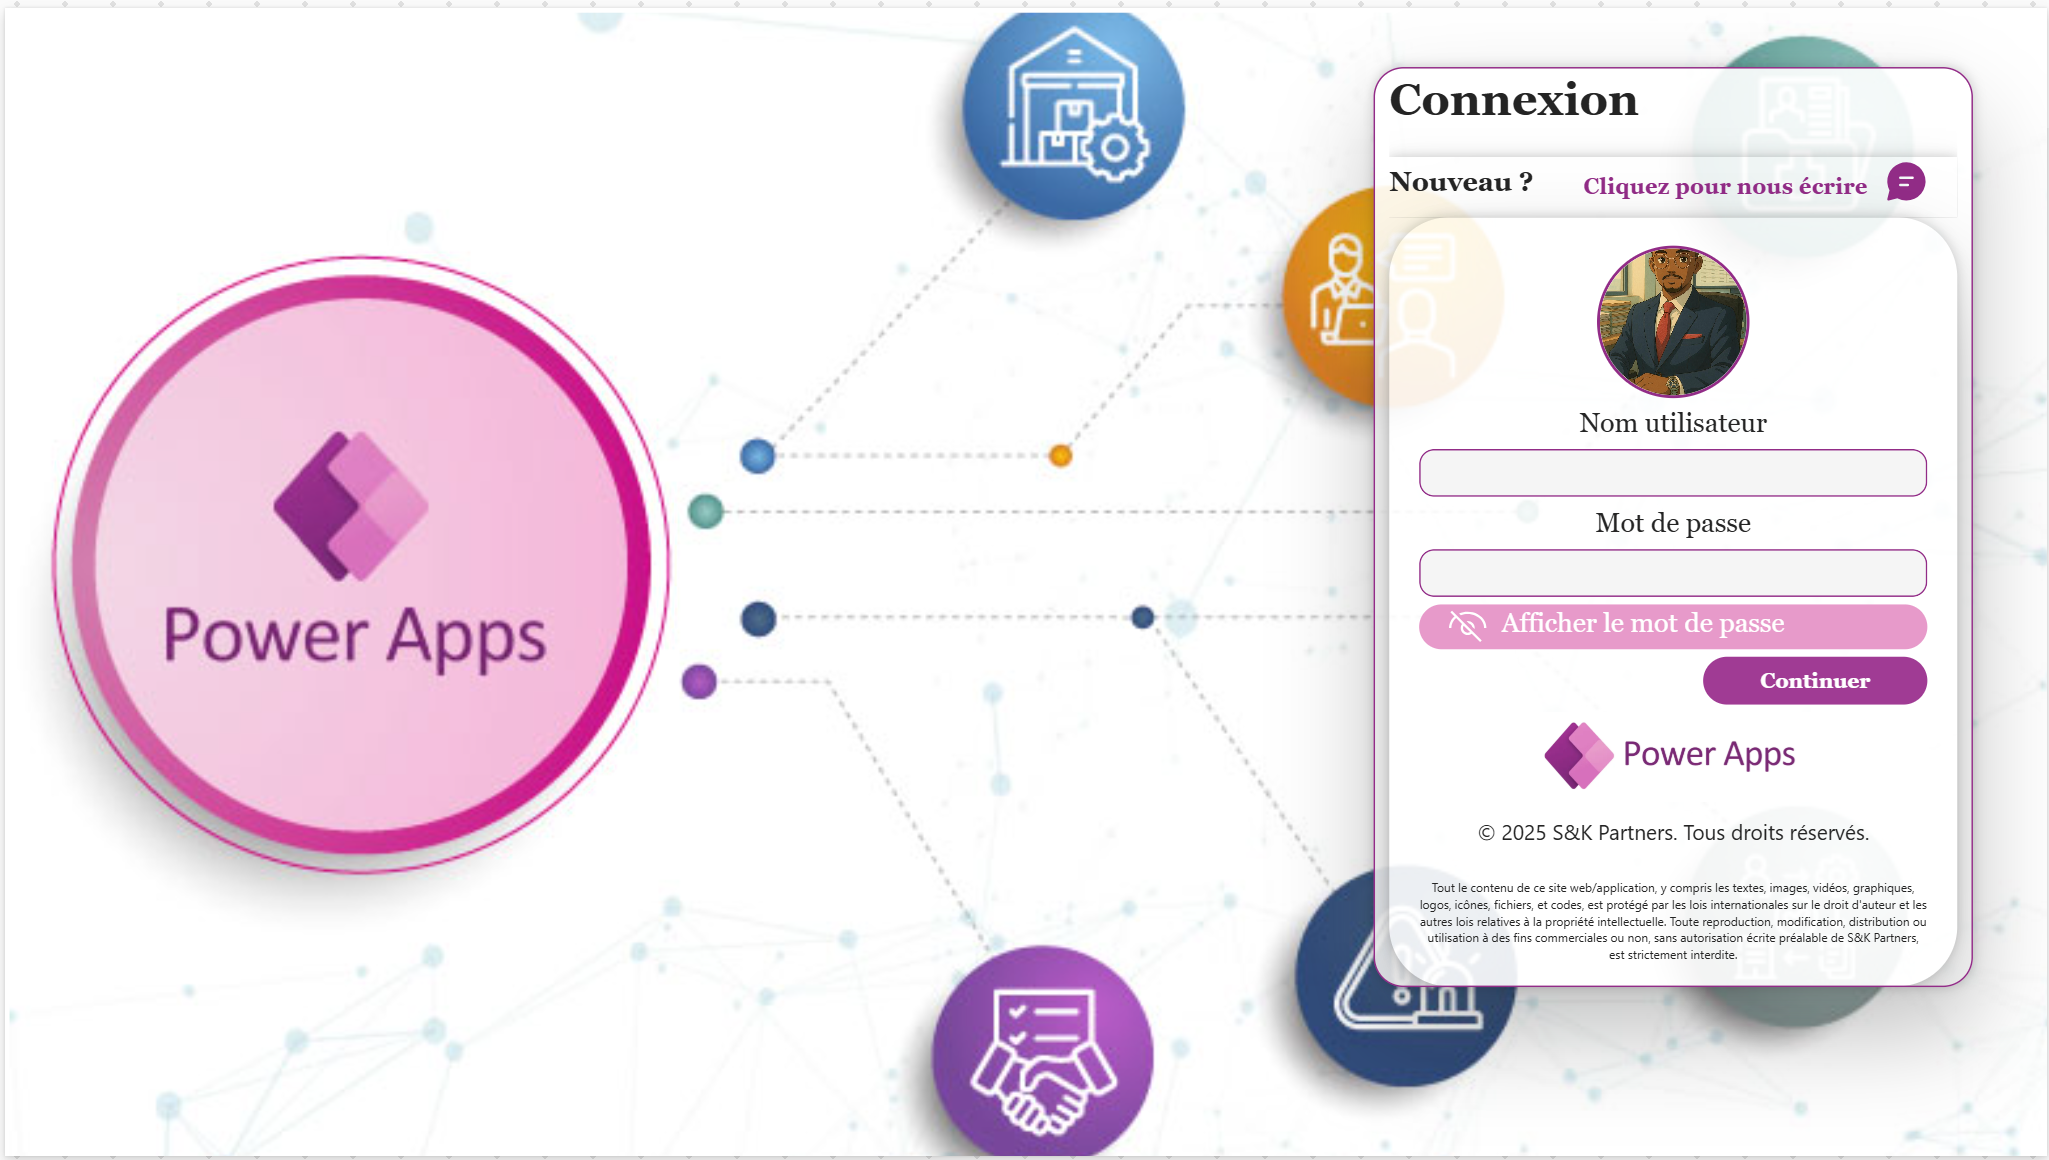 Power Apps
Connexion
Nouveau ?
Cliquez pour nous écrire
Nom utilisateur
Mot de passe
Afficher le mot de passe
Continuer
Power Apps
© 2025 S&K Partners. Tous droits réservés.
Tout le contenu de ce site web/application, y compris les textes, images, vidéos, graphiques,
logos, icônes, fichiers, et codes, est protégé par les lois internationales sur le droit d'auteur et les
autres lois relatives à la propriété intellectuelle. Toute reproduction, modification, distribution ou
utilisation à des fins commerciales ou non, sans autorisation écrite préalable de S&K Partners,
est strictement interdite.